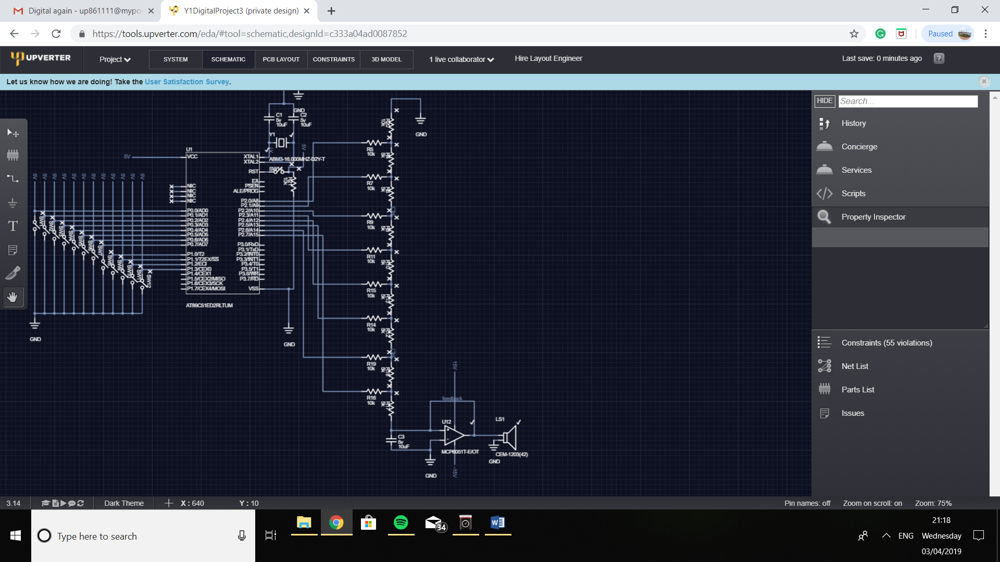 Digital again - up861111@mypo
Y1DigitalProject3 (private design)
https://tools.upverter.com/eda/#tool=schematic,designId=c333a04ad0087852
Paused
UPVERTER
Project
SYSTEM
SCHEMATIC
PCB LAYOUT
CONSTRAINTS
3D MODEL
1 live collaborator
Hire Layout Engineer
Last save: 0 minutes ago
?
Let us know how we are doing! Take the User Satisfaction Survey.
HIDE
Search...
History
Concierge
Services
Scripts
Property Inspector
Constraints (55 violations)
Net List
Parts List
Issues
GND
C1
5v
10uF
C2
5v
10uF
Y1
ABM3-16.000MHZ-D2Y-T
5V
GND
U1
5V
VCC
XTAL1
XTAL2
RST
EA
PSEN
ALE/PROG
NIC
NIC
NIC
NIC
P2.0/A8
P2.1/A9
P2.2/A10
P2.3/A11
P2.4/A12
P2.5/A13
P2.6/A14
P2.7/A15
P0.0/AD0
P0.1/AD1
P0.2/AD2
P0.3/AD3
P0.4/AD4
P0.5/AD5
P0.6/AD6
P0.7/AD7
P3.0/RxD
P3.1/TxD
P3.2/INT0
P3.3/INT1
P3.4/T0
P3.5/T1
P3.6/WR
P3.7/RD
P1.0/T2
P1.1/T2EX/SS
P1.2/ECI
P1.3/CEX0
P1.4/CEX1
P1.5/CEX2/MISO
P1.6/CEX3/SCK
P1.7/CEX4/MOSI
VSS
AT89C51ED2RLTUM
5V 5V 5V 5V 5V 5V 5V 5V 5V 5V 5V 5V
SW12
GND
GND
R5
10k
R7
10k
R9
10k
R11
10k
R15
10k
R14
10k
R19
10k
R16
10k
15V
feedback
U12
LS1
C3
5v
10uF
MCP6051T-E/OT
CEM-1203(42)
GND
GND
-15V
3.14
Dark Theme
X : 640
Y : 10
Pin names: off
Zoom on scroll: on
Zoom: 75%
Type here to search
34
ENG
21:18
Wednesday
03/04/2019